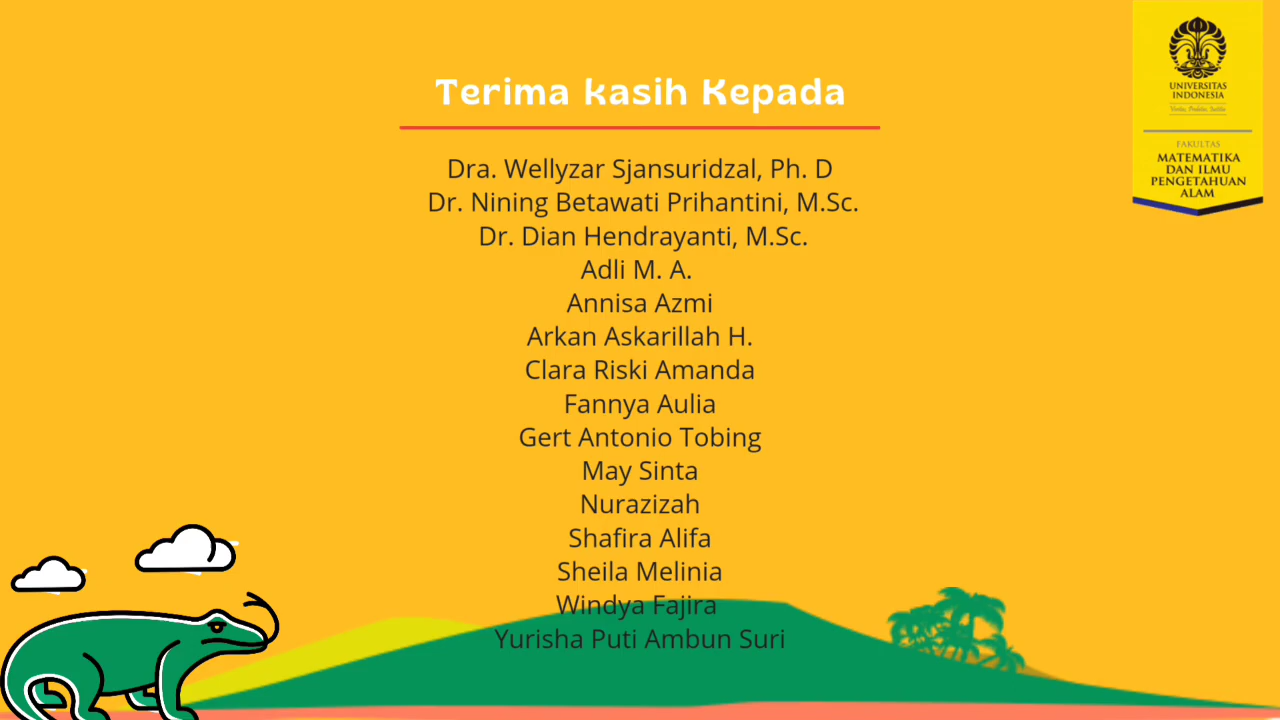 Terima kasih Kepada
Dra. Wellyzar Sjansuridzal, Ph. D
Dr. Nining Betawati Prihantini, M.Sc.
Dr. Dian Hendrayanti, M.Sc.
Adli M. A.
Annisa Azmi
Arkan Askarillah H.
Clara Riski Amanda
Fannya Aulia
Gert Antonio Tobing
May Sinta
Nurazizah
Shafira Alifa
Sheila Melinia
Windya Fajira
Yurisha Puti Ambun Suri
UNIVERSITAS
INDONESIA
FAKULTAS
MATEMATIKA
DAN ILMU
PENGETAHUAN
ALAM